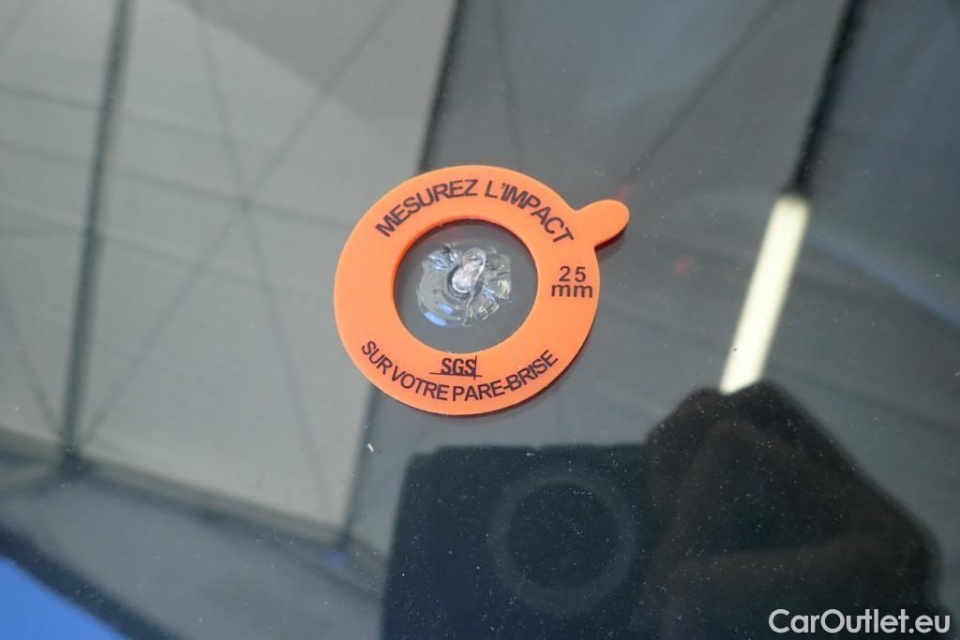 MESUREZ L'IMPACT
25
mm
SGS
SUR VOTRE PARE-BRISE
CarOutlet.eu